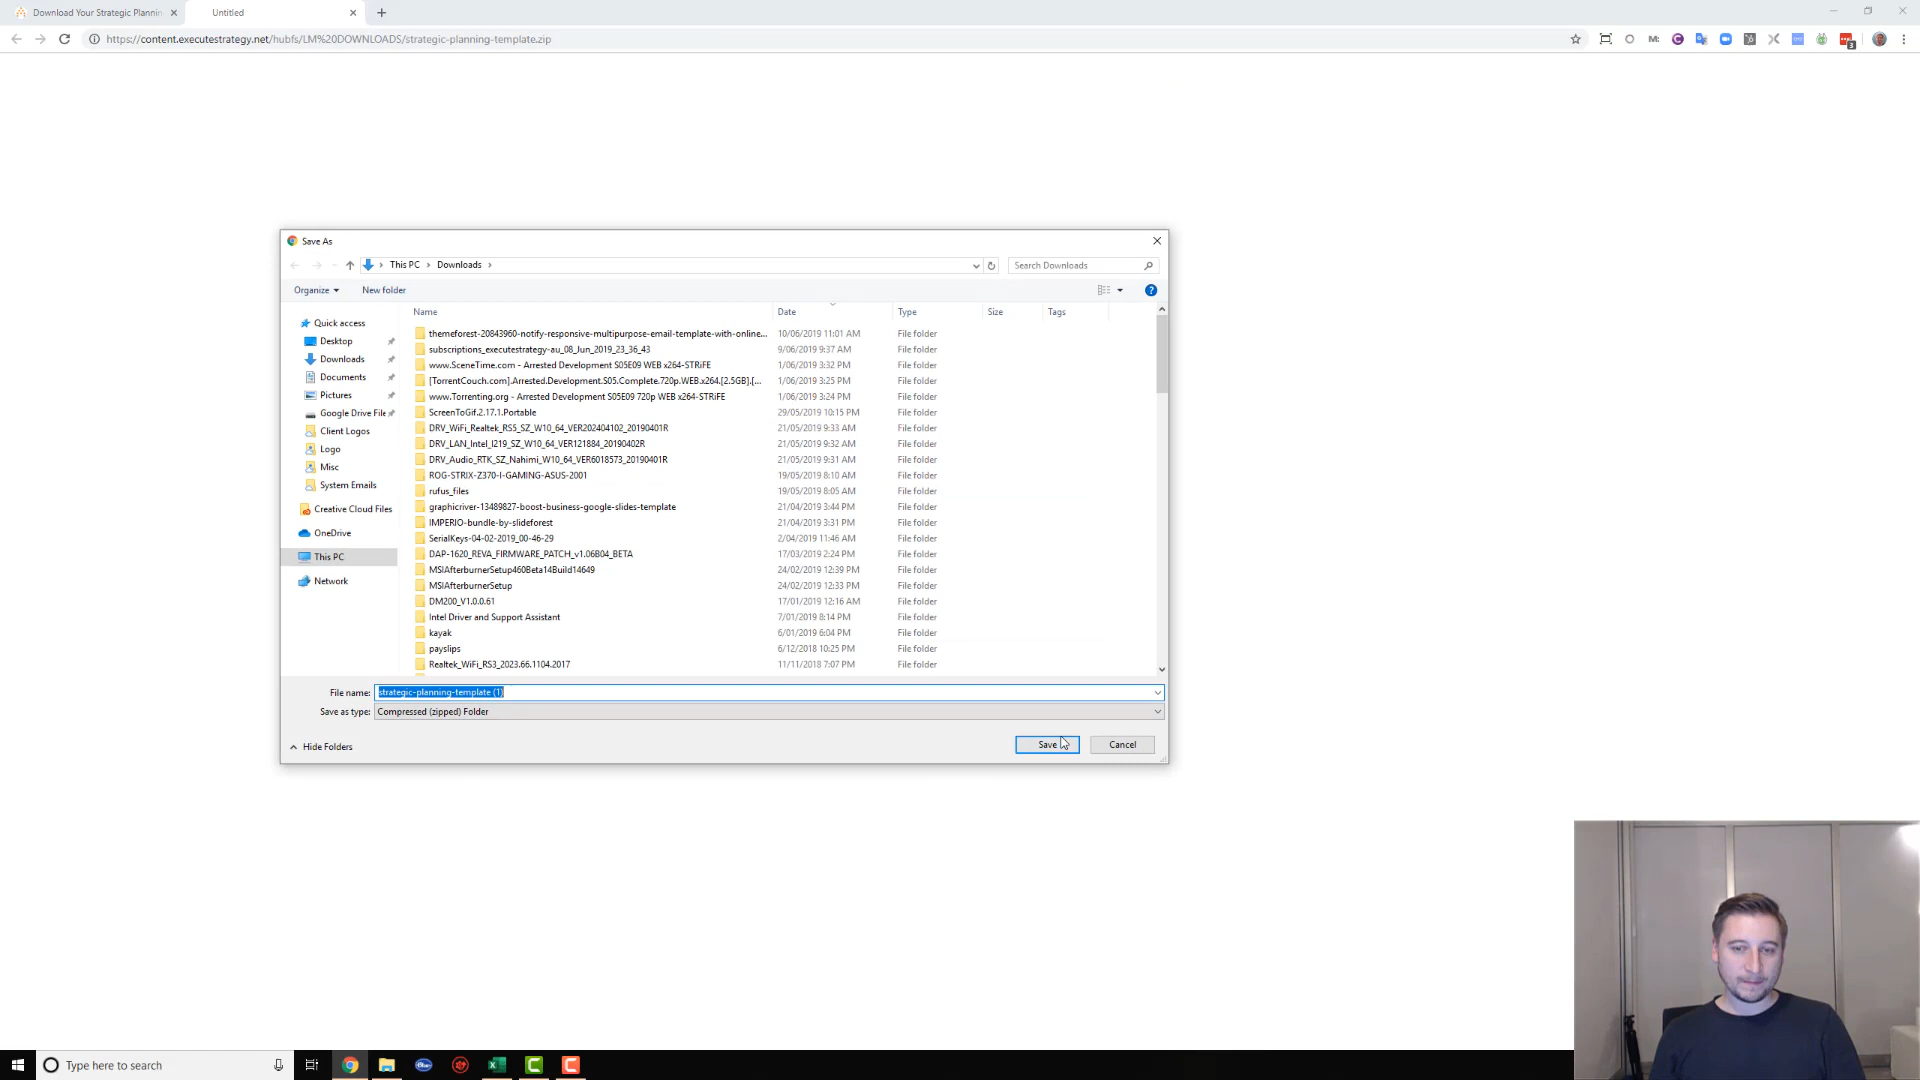 Download Your Strategic Plannin
Untitled
https://content.executestrategy.net/hubfs/LM%20DOWNLOADS/strategic-planning-template.zip
M:
3
Save As
This PC > Downloads >
Search Downloads
Organize
New folder
?
Name Date Type Size Tags
Quick access
Desktop
Downloads
Documents
Pictures
Google Drive File
Client Logos
Logo
Misc
System Emails
Creative Cloud Files
OneDrive
This PC
Network
themeforest-20843960-notify-responsive-multipurpose-email-template-with-online... 10/06/2019 11:01 AM File folder
subscriptions_executestrategy-au_08_Jun_2019_23_36_43 9/06/2019 9:37 AM File folder
www.SceneTime.com - Arrested Development S05E09 WEB x264-STRiFE 1/06/2019 3:32 PM File folder
[TorrentCouch.com].Arrested.Development.S05.Complete.720p.WEB.x264.[2.5GB].[... 1/06/2019 3:25 PM File folder
www.Torrenting.org - Arrested Development S05E09 720p WEB x264-STRiFE 1/06/2019 3:24 PM File folder
ScreenToGif.2.17.1.Portable 29/05/2019 10:15 PM File folder
DRV_WiFi_Realtek_RS5_SZ_W10_64_VER202404102_20190401R 21/05/2019 9:33 AM File folder
DRV_LAN_Intel_I219_SZ_W10_64_VER121884_20190402R 21/05/2019 9:32 AM File folder
DRV_Audio_RTK_SZ_Nahimi_W10_64_VER6018573_20190401R 21/05/2019 9:31 AM File folder
ROG-STRIX-Z370-I-GAMING-ASUS-2001 19/05/2019 8:10 AM File folder
rufus_files 19/05/2019 8:05 AM File folder
graphicriver-13489827-boost-business-google-slides-template 21/04/2019 3:44 PM File folder
IMPERIO-bundle-by-slideforest 21/04/2019 3:31 PM File folder
SerialKeys-04-02-2019_00-46-29 2/04/2019 11:46 AM File folder
DAP-1620_REVA_FIRMWARE_PATCH_v1.06B04_BETA 17/03/2019 2:24 PM File folder
MSIAfterburnerSetup460Beta14Build14649 24/02/2019 12:39 PM File folder
MSIAfterburnerSetup 24/02/2019 12:33 PM File folder
DM200_V1.0.0.61 17/01/2019 12:16 AM File folder
Intel Driver and Support Assistant 7/01/2019 8:14 PM File folder
kayak 6/01/2019 6:04 PM File folder
payslips 6/12/2018 10:25 PM File folder
Realtek_WiFi_RS3_2023.66.1104.2017 11/11/2018 7:07 PM File folder
File name: strategic-planning-template (1)
Save as type: Compressed (zipped) Folder
Hide Folders
Save
Cancel
Type here to search